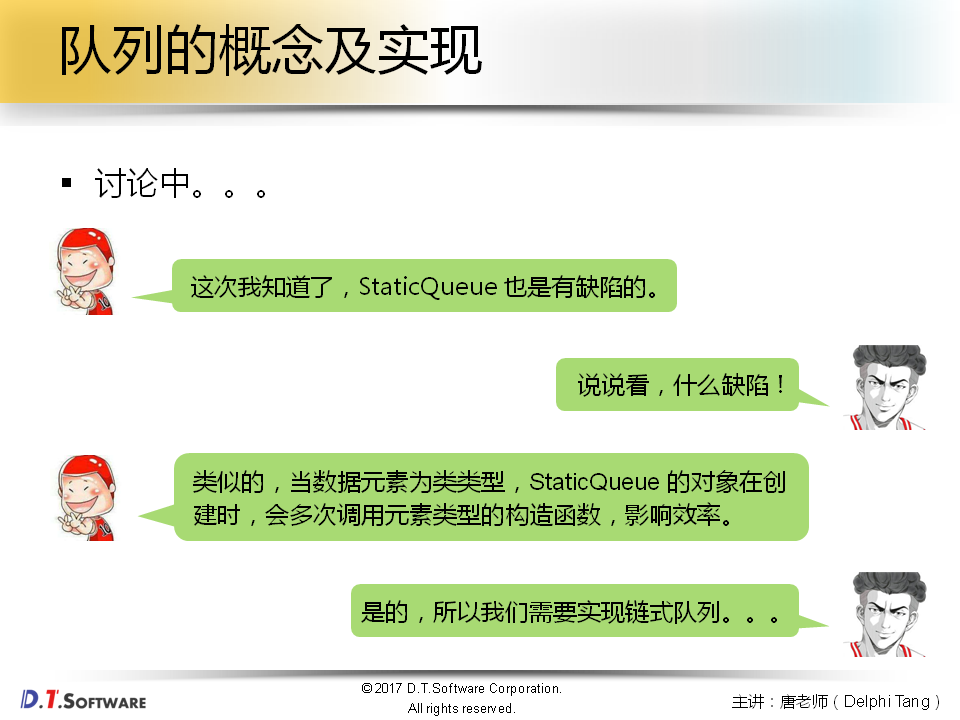 队列的概念及实现
▪ 讨论中。。。
这次我知道了，StaticQueue 也是有缺陷的。
说说看，什么缺陷！
类似的，当数据元素为类类型，StaticQueue 的对象在创
建时，会多次调用元素类型的构造函数，影响效率。
是的，所以我们需要实现链式队列。。。
D.T.SOFTWARE
©2017 D.T.Software Corporation.
All rights reserved.
主讲：唐老师（Delphi Tang）